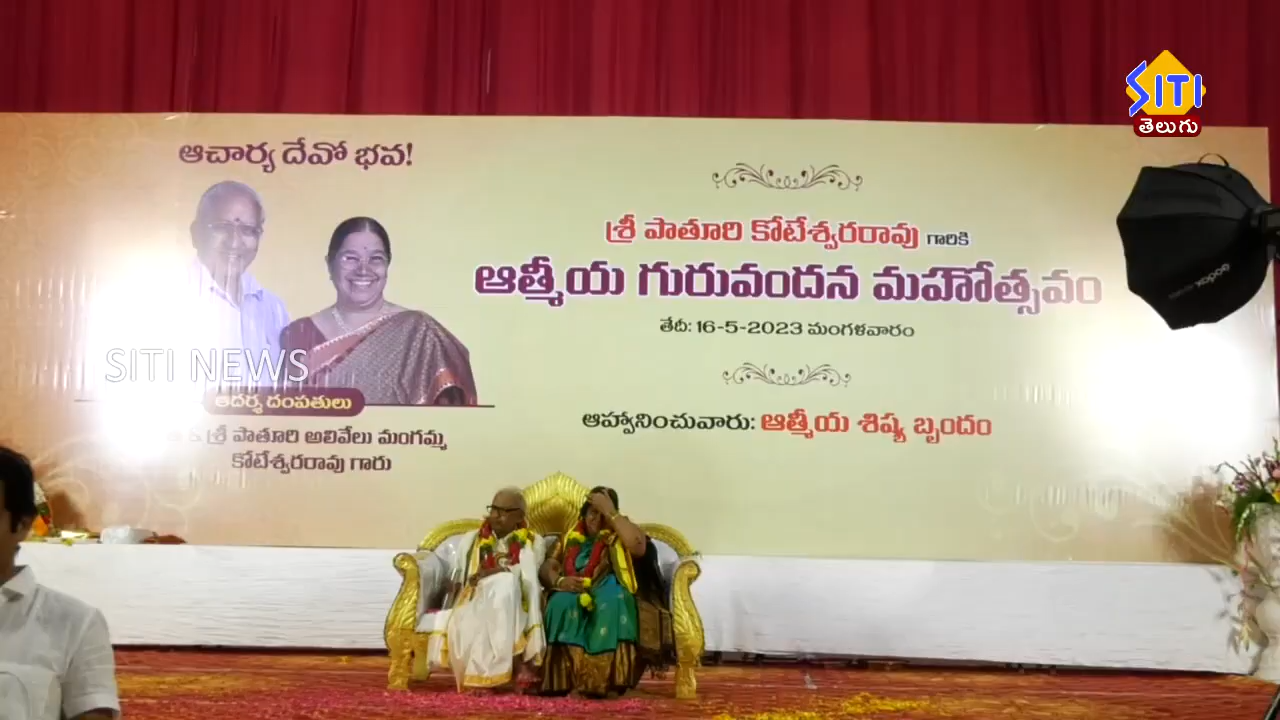 SITI
తెలుగు
ఆచార్య దేవో భవ!
శ్రీ పాతూరి కోటేశ్వరరావు గారికి
ఆత్మీయ గురువందన మహోత్సవం
తేదీ: 16-5-2023 మంగళవారం
SITI NEWS
ఆదర్శ దంపతులు
శ్రీ పాతూరి అలివేలు మంగమ్మ
కోటేశ్వరరావు గారు
ఆహ్వానించువారు: ఆత్మీయ శిష్య బృందం
Godox